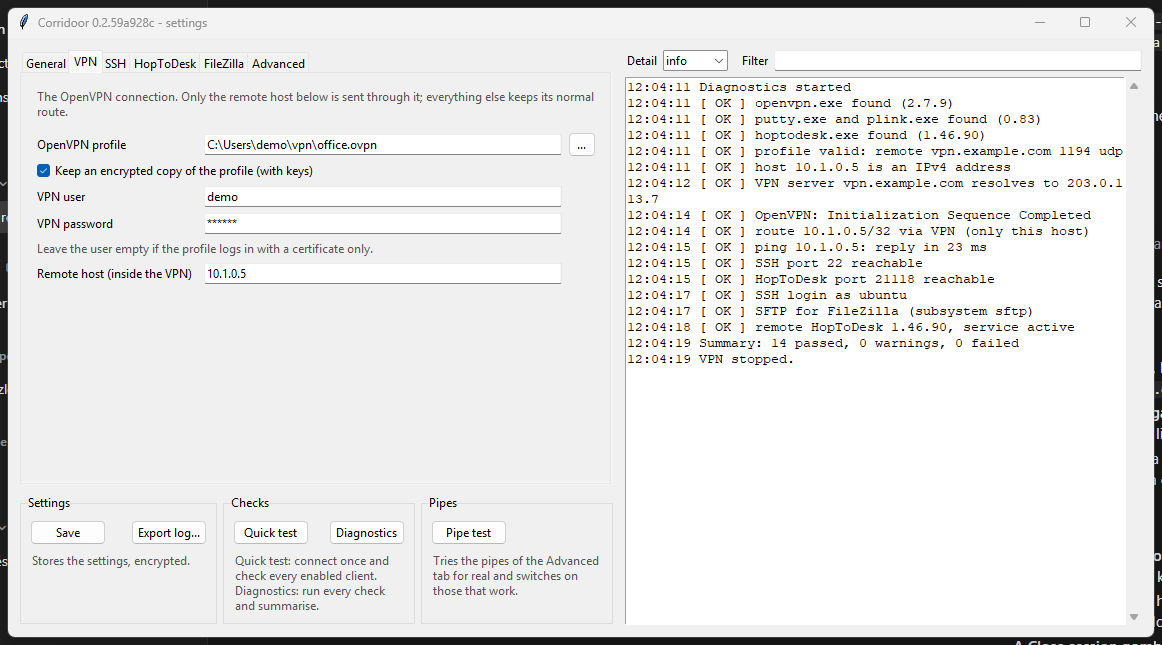 Corridoor 0.2.59a928c - settings
General VPN SSH HopToDesk FileZilla Advanced
The OpenVPN connection. Only the remote host below is sent through it; everything else keeps its normal
route.
OpenVPN profile C:\Users\demo\vpn\office.ovpn ...
Keep an encrypted copy of the profile (with keys)
VPN user demo
VPN password ******
Leave the user empty if the profile logs in with a certificate only.
Remote host (inside the VPN) 10.1.0.5
Settings
Save Export log...
Stores the settings, encrypted.
Checks
Quick test Diagnostics
Quick test: connect once and
check every enabled client.
Diagnostics: run every check
and summarise.
Pipes
Pipe test
Tries the pipes of the Advanced
tab for real and switches on
those that work.
Detail info Filter
12:04:11 Diagnostics started
12:04:11 [ OK ] openvpn.exe found (2.7.9)
12:04:11 [ OK ] putty.exe and plink.exe found (0.83)
12:04:11 [ OK ] hoptodesk.exe found (1.46.90)
12:04:11 [ OK ] profile valid: remote vpn.example.com 1194 udp
12:04:11 [ OK ] host 10.1.0.5 is an IPv4 address
12:04:12 [ OK ] VPN server vpn.example.com resolves to 203.0.1
13.7
12:04:14 [ OK ] OpenVPN: Initialization Sequence Completed
12:04:14 [ OK ] route 10.1.0.5/32 via VPN (only this host)
12:04:15 [ OK ] ping 10.1.0.5: reply in 23 ms
12:04:15 [ OK ] SSH port 22 reachable
12:04:15 [ OK ] HopToDesk port 21118 reachable
12:04:17 [ OK ] SSH login as ubuntu
12:04:17 [ OK ] SFTP for FileZilla (subsystem sftp)
12:04:18 [ OK ] remote HopToDesk 1.46.90, service active
12:04:19 Summary: 14 passed, 0 warnings, 0 failed
12:04:19 VPN stopped.